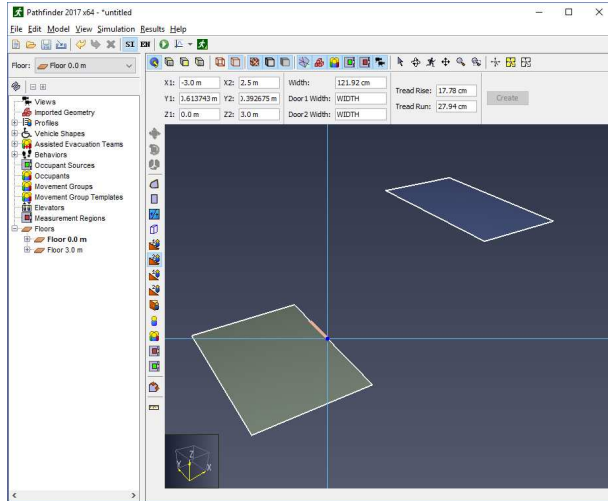 Pathfinder 2017 x64 - *untitled
File Edit Model View Simulation Results Help
SI EN
Floor: Floor 0.0 m
X1: -3.0 m X2: 2.5 m Width: 121.92 cm Tread Rise: 17.78 cm Create
Y1: 0.613743 m Y2: 0.392675 m Door1 Width: WIDTH Tread Run: 27.94 cm
Z1: 0.0 m Z2: 3.0 m Door2 Width: WIDTH
Views
Imported Geometry
Profiles
Vehicle Shapes
Assisted Evacuation Teams
Behaviors
Occupant Sources
Occupants
Movement Groups
Movement Group Templates
Elevators
Measurement Regions
Floors
Floor 0.0 m
Floor 3.0 m
Z
Y X